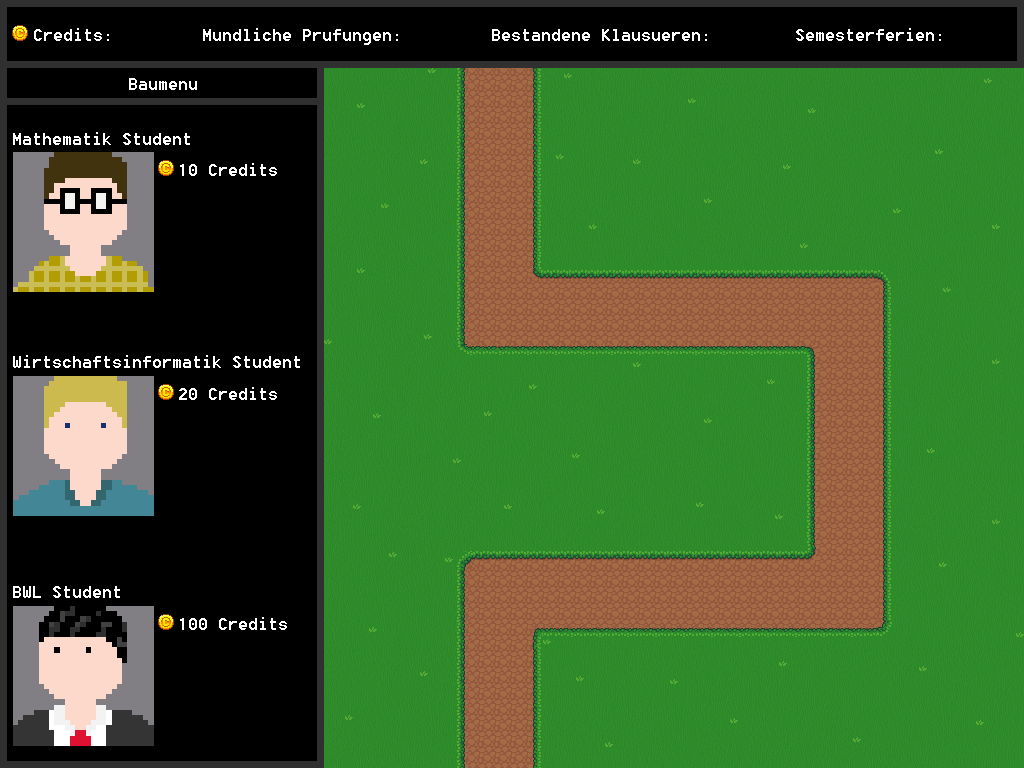 Credits: Mundliche Prufungen: Bestandene Klausueren: Semesterferien:
Baumenu
Mathematik Student
10 Credits
Wirtschaftsinformatik Student
20 Credits
BWL Student
100 Credits